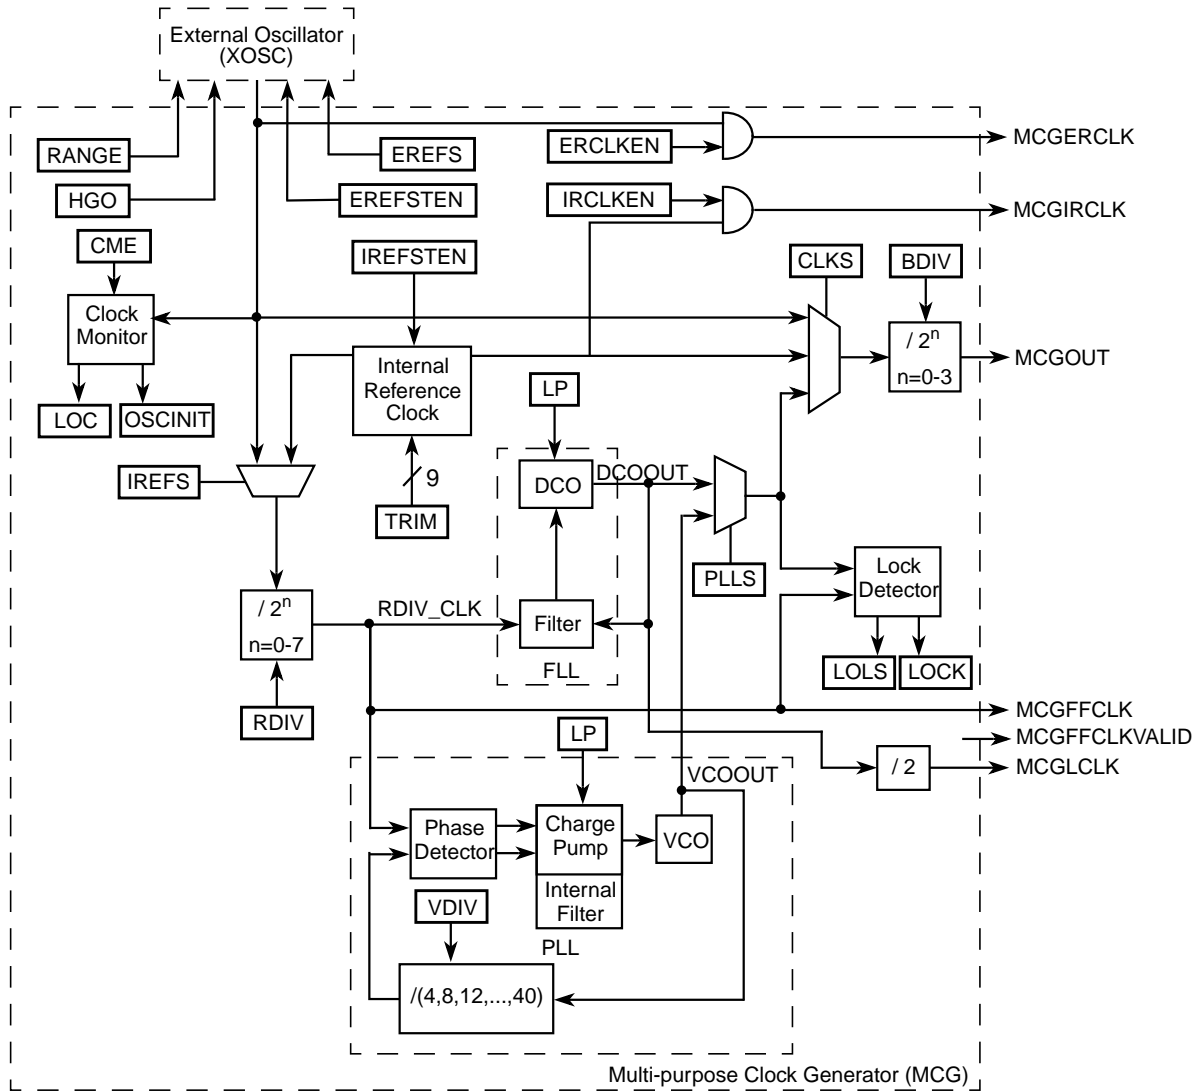 External Oscillator
(XOSC)
RANGE
HGO
EREFS
EREFSTEN
ERCLKEN
IRCLKEN
MCGERCLK
MCGIRCLK
CME
IREFSTEN
CLKS
BDIV
Clock
Monitor
Internal
Reference
Clock
/ 2n
n=0-3
MCGOUT
LOC
OSCINIT
LP
IREFS
9
TRIM
DCO
DCOOUT
PLLS
Lock
Detector
/ 2n
n=0-7
RDIV_CLK
Filter
FLL
LOLS
LOCK
RDIV
MCGFFCLK
MCGFFCLKVALID
MCGLCLK
/ 2
LP
VCOOUT
Phase
Detector
Charge
Pump
VCO
Internal
Filter
VDIV
PLL
/(4,8,12,...,40)
Multi-purpose Clock Generator (MCG)